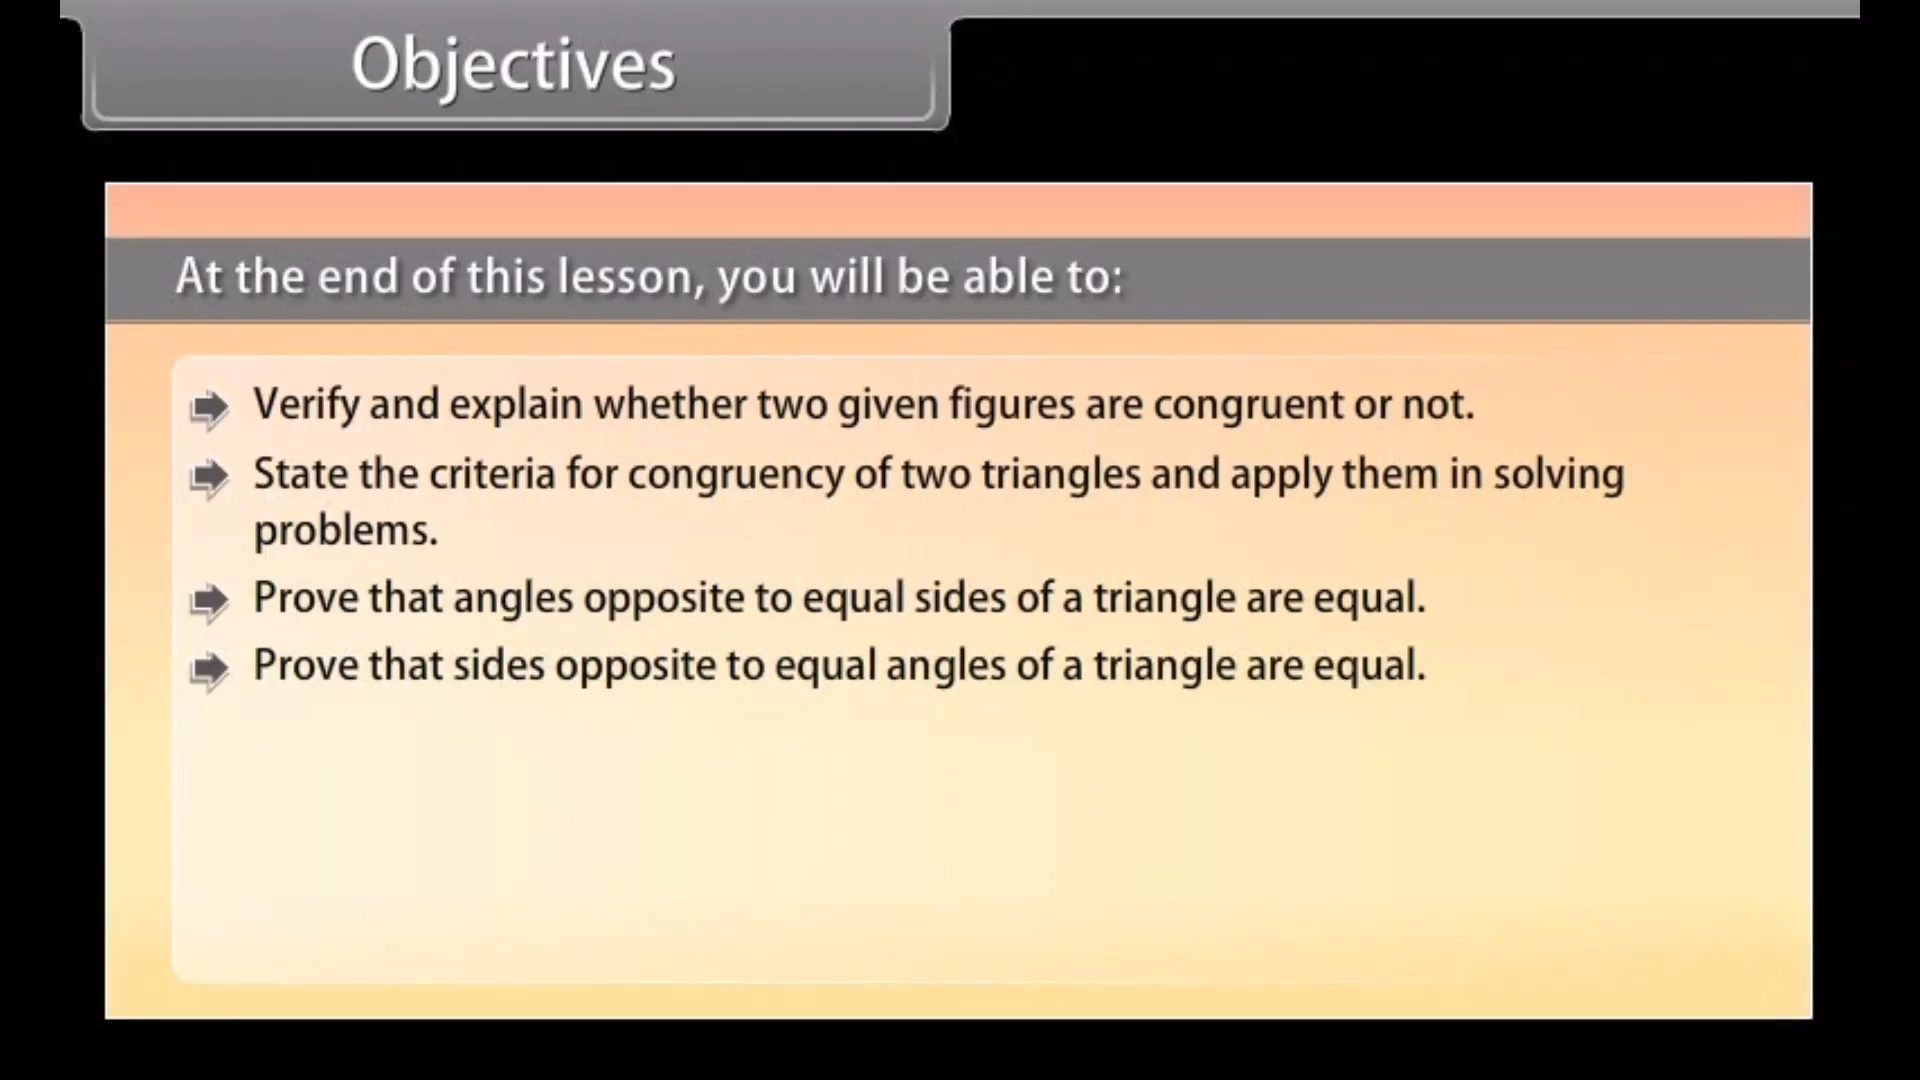 Objectives
At the end of this lesson, you will be able to:
Verify and explain whether two given figures are congruent or not.
State the criteria for congruency of two triangles and apply them in solving
problems.
Prove that angles opposite to equal sides of a triangle are equal.
Prove that sides opposite to equal angles of a triangle are equal.